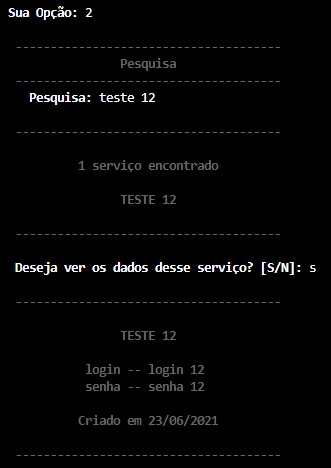 Sua Opção: 2
--------------------------------------
Pesquisa
--------------------------------------
Pesquisa: teste 12
--------------------------------------
1 serviço encontrado
TESTE 12
--------------------------------------
Deseja ver os dados desse serviço? [S/N]: s
--------------------------------------
TESTE 12
login -- login 12
senha -- senha 12
Criado em 23/06/2021
--------------------------------------